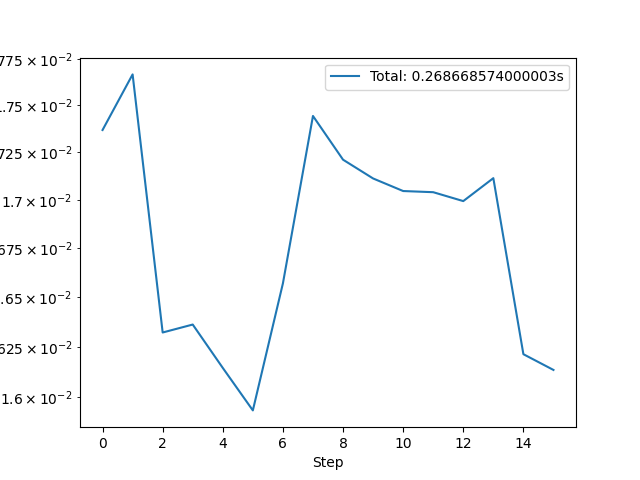 775 × 10⁻²
.75 × 10⁻²
725 × 10⁻²
1.7 × 10⁻²
675 × 10⁻²
.65 × 10⁻²
625 × 10⁻²
1.6 × 10⁻²
Total: 0.268668574000003s
0 2 4 6 8 10 12 14
Step